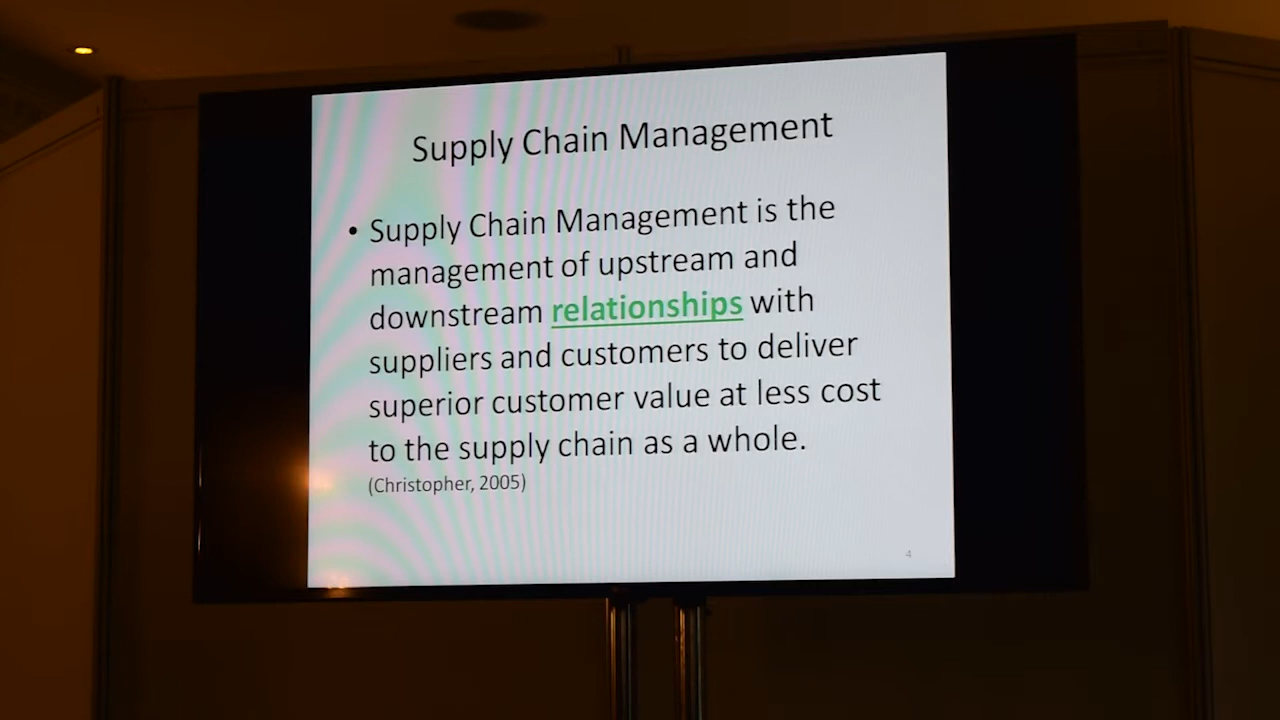 Supply Chain Management
• Supply Chain Management is the
management of upstream and
downstream relationships with
suppliers and customers to deliver
superior customer value at less cost
to the supply chain as a whole.
(Christopher, 2005)
4